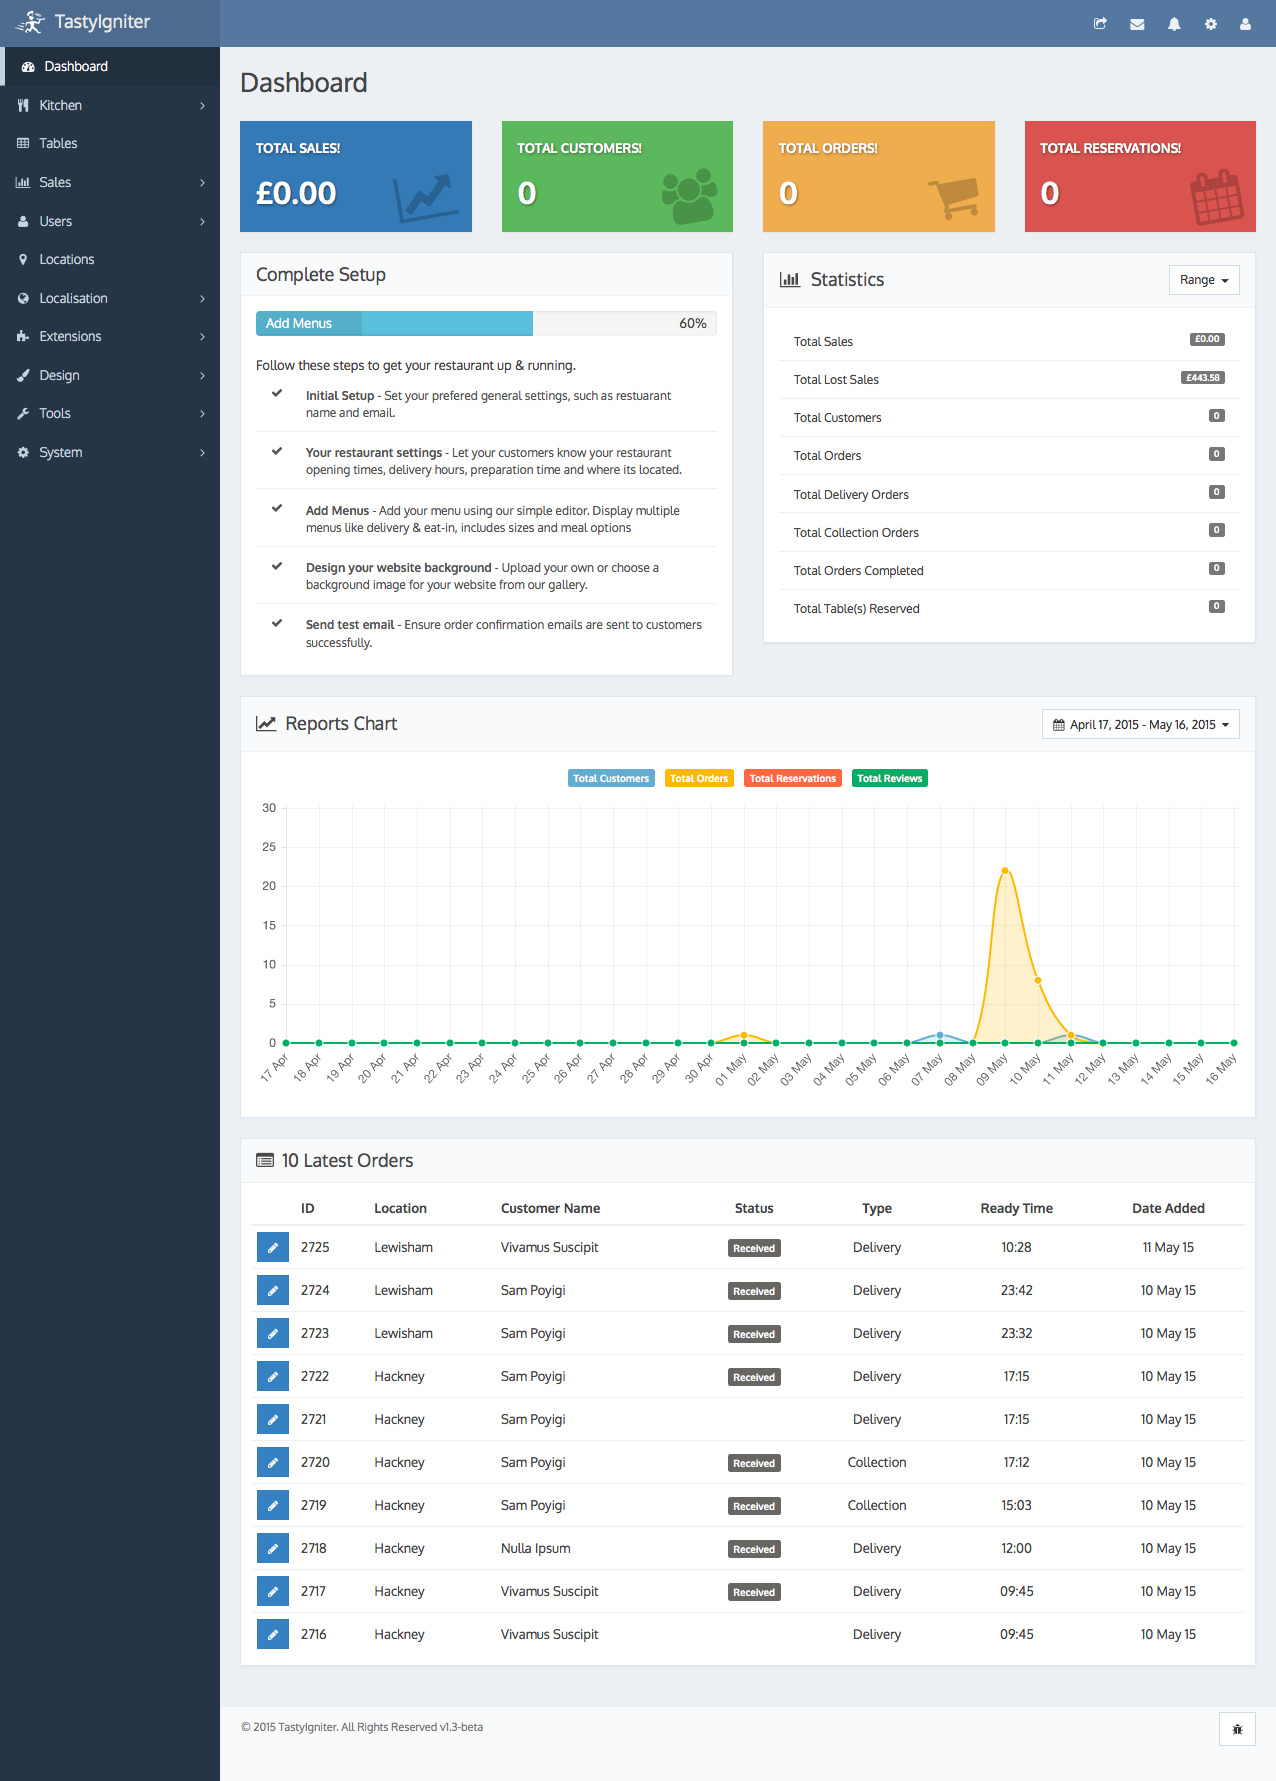 TastyIgniter
Dashboard
Kitchen
Tables
Sales
Users
Locations
Localisation
Extensions
Design
Tools
System
Dashboard
TOTAL SALES!
£0.00
TOTAL CUSTOMERS!
0
TOTAL ORDERS!
0
TOTAL RESERVATIONS!
0
Complete Setup
Add Menus 60%
Follow these steps to get your restaurant up & running.
Initial Setup - Set your prefered general settings, such as restuarant
name and email.
Your restaurant settings - Let your customers know your restaurant
opening times, delivery hours, preparation time and where its located.
Add Menus - Add your menu using our simple editor. Display multiple
menus like delivery & eat-in, includes sizes and meal options
Design your website background - Upload your own or choose a
background image for your website from our gallery.
Send test email - Ensure order confirmation emails are sent to customers
successfully.
Statistics Range
Total Sales £0.00
Total Lost Sales £443.58
Total Customers 0
Total Orders 0
Total Delivery Orders 0
Total Collection Orders 0
Total Orders Completed 0
Total Table(s) Reserved 0
Reports Chart April 17, 2015 - May 16, 2015
Total Customers Total Orders Total Reservations Total Reviews
30
25
20
15
10
5
0
17 Apr 18 Apr 19 Apr 20 Apr 21 Apr 22 Apr 23 Apr 24 Apr 25 Apr 26 Apr 27 Apr 28 Apr 29 Apr 30 Apr 01 May 02 May 03 May 04 May 05 May 06 May 07 May 08 May 09 May 10 May 11 May 12 May 13 May 14 May 15 May 16 May
10 Latest Orders
ID Location Customer Name Status Type Ready Time Date Added
2725 Lewisham Vivamus Suscipit Received Delivery 10:28 11 May 15
2724 Lewisham Sam Poyigi Received Delivery 23:42 10 May 15
2723 Lewisham Sam Poyigi Received Delivery 23:32 10 May 15
2722 Hackney Sam Poyigi Received Delivery 17:15 10 May 15
2721 Hackney Sam Poyigi Delivery 17:15 10 May 15
2720 Hackney Sam Poyigi Received Collection 17:12 10 May 15
2719 Hackney Sam Poyigi Received Collection 15:03 10 May 15
2718 Hackney Nulla Ipsum Received Delivery 12:00 10 May 15
2717 Hackney Vivamus Suscipit Received Delivery 09:45 10 May 15
2716 Hackney Vivamus Suscipit Delivery 09:45 10 May 15
© 2015 TastyIgniter. All Rights Reserved v1.3-beta